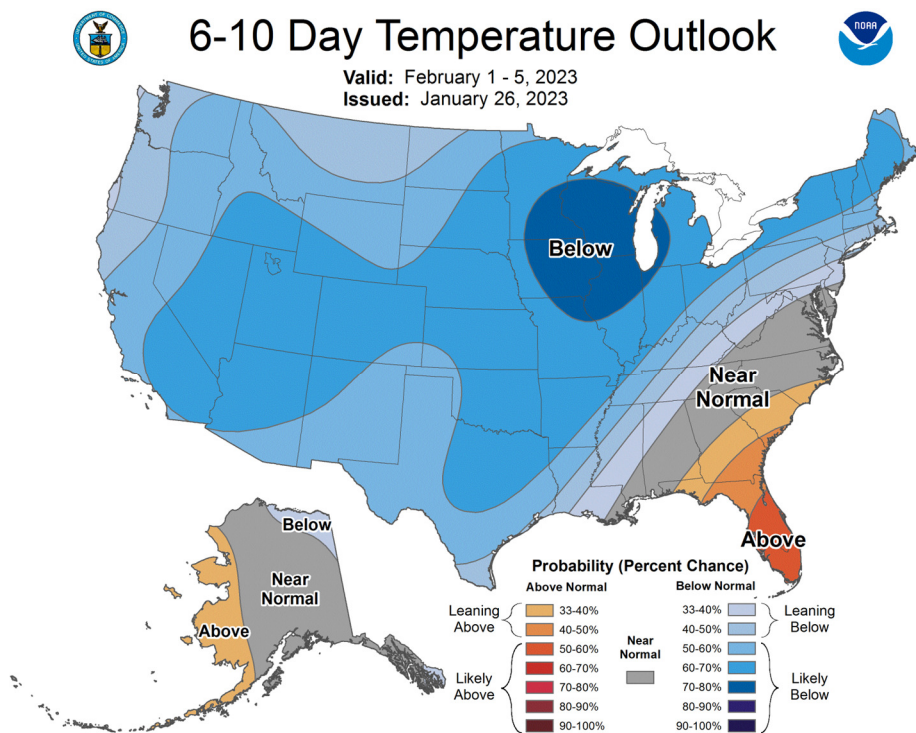 6-10 Day Temperature Outlook
NOAA
Valid: February 1 - 5, 2023
Issued: January 26, 2023
Below
Near
Normal
Above
Below
Near
Normal
Above
Probability (Percent Chance)
Above Normal
Below Normal
Leaning
Above
33-40%
40-50%
Likely
Above
50-60%
60-70%
70-80%
80-90%
90-100%
Near
Normal
33-40%
40-50%
Leaning
Below
50-60%
60-70%
70-80%
80-90%
90-100%
Likely
Below